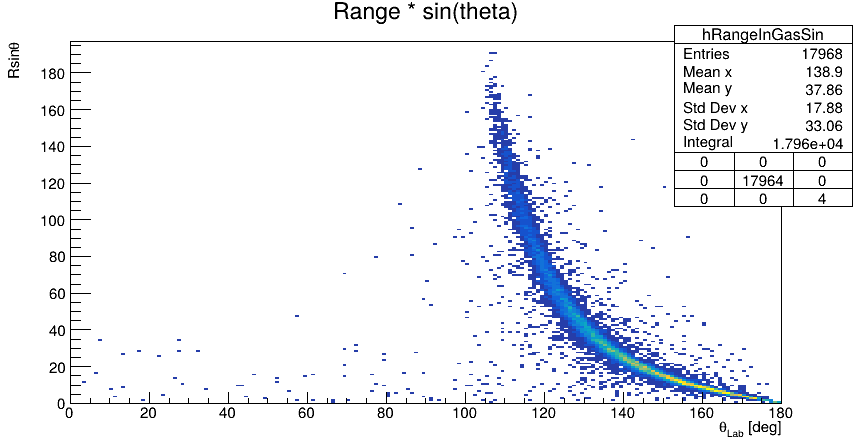 Range * sin(theta)
hRangeInGasSin
Entries 17968
Mean x 138.9
Mean y 37.86
Std Dev x 17.88
Std Dev y 33.06
Integral 1.796e+04
0 0 0
0 17964 0
0 0 4
Rsinθ
180
160
140
120
100
80
60
40
20
0
0 20 40 60 80 100 120 140 160 180
θLab [deg]